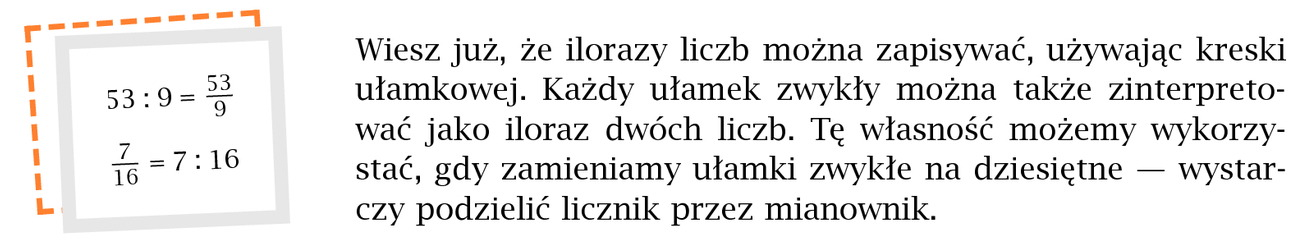 53 : 9 = 53/9
7/16 = 7 : 16
Wiesz już, że ilorazy liczb można zapisywać, używając kreski
ułamkowej. Każdy ułamek zwykły można także zinterpreto-
wać jako iloraz dwóch liczb. Tę własność możemy wykorzy-
stać, gdy zamieniamy ułamki zwykłe na dziesiętne — wystar-
czy podzielić licznik przez mianownik.